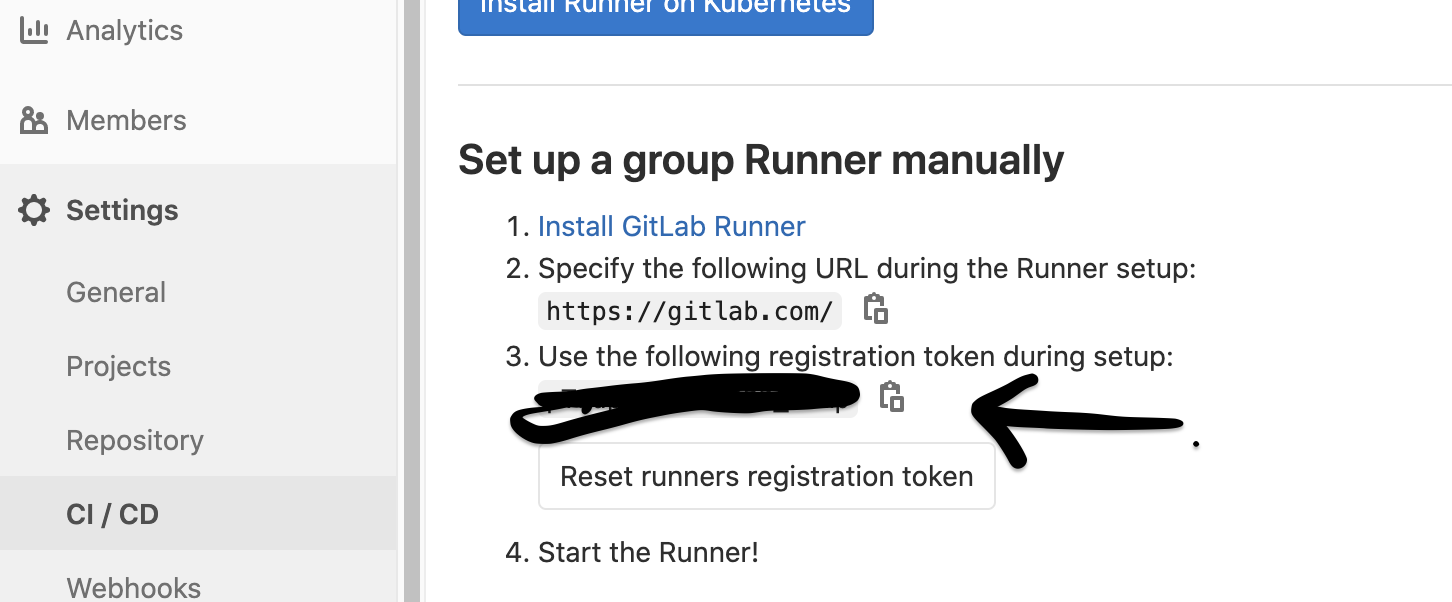 Analytics
Members
Settings
General
Projects
Repository
CI / CD
Webhooks
Install Runner on Kubernetes
Set up a group Runner manually
1. Install GitLab Runner
2. Specify the following URL during the Runner setup:
https://gitlab.com/
3. Use the following registration token during setup:
Reset runners registration token
4. Start the Runner!